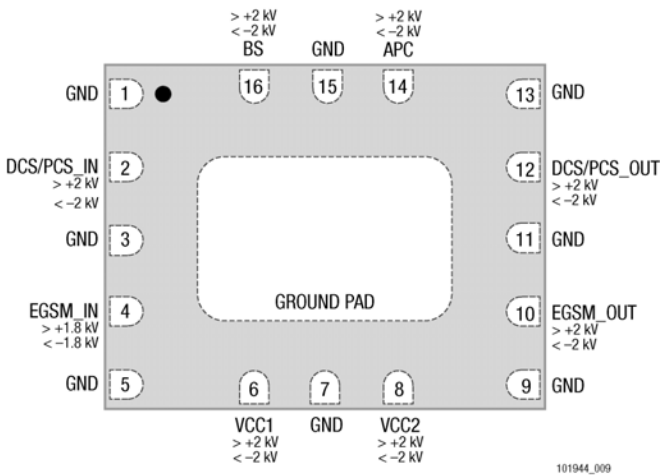 > +2 kV
< –2 kV
BS
GND
> +2 kV
< –2 kV
APC
16
15
14
GND
1
13
GND
DCS/PCS_IN
> +2 kV
< –2 kV
2
12
DCS/PCS_OUT
> +2 kV
< –2 kV
GND
3
11
GND
EGSM_IN
> +1.8 kV
< –1.8 kV
4
GROUND PAD
10
EGSM_OUT
> +2 kV
< –2 kV
GND
5
9
GND
6
7
8
VCC1
> +2 kV
< –2 kV
GND
VCC2
> +2 kV
< –2 kV
101944_009